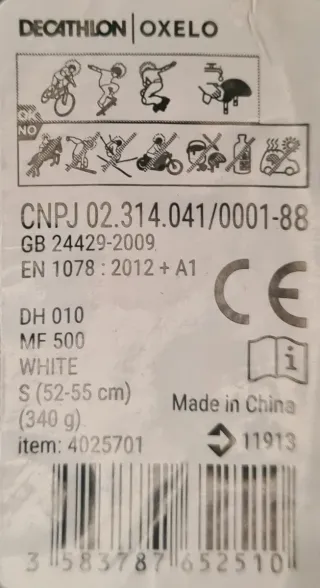 DECATHLON | OXELO
OK
NO
CNPJ 02.314.041/0001-88
GB 24429-2009
EN 1078 : 2012 + A1
CE
DH 010
MF 500
WHITE
S (52-55 cm)
(340 g)
Made in China
item: 4025701
11913
3 583787 652510